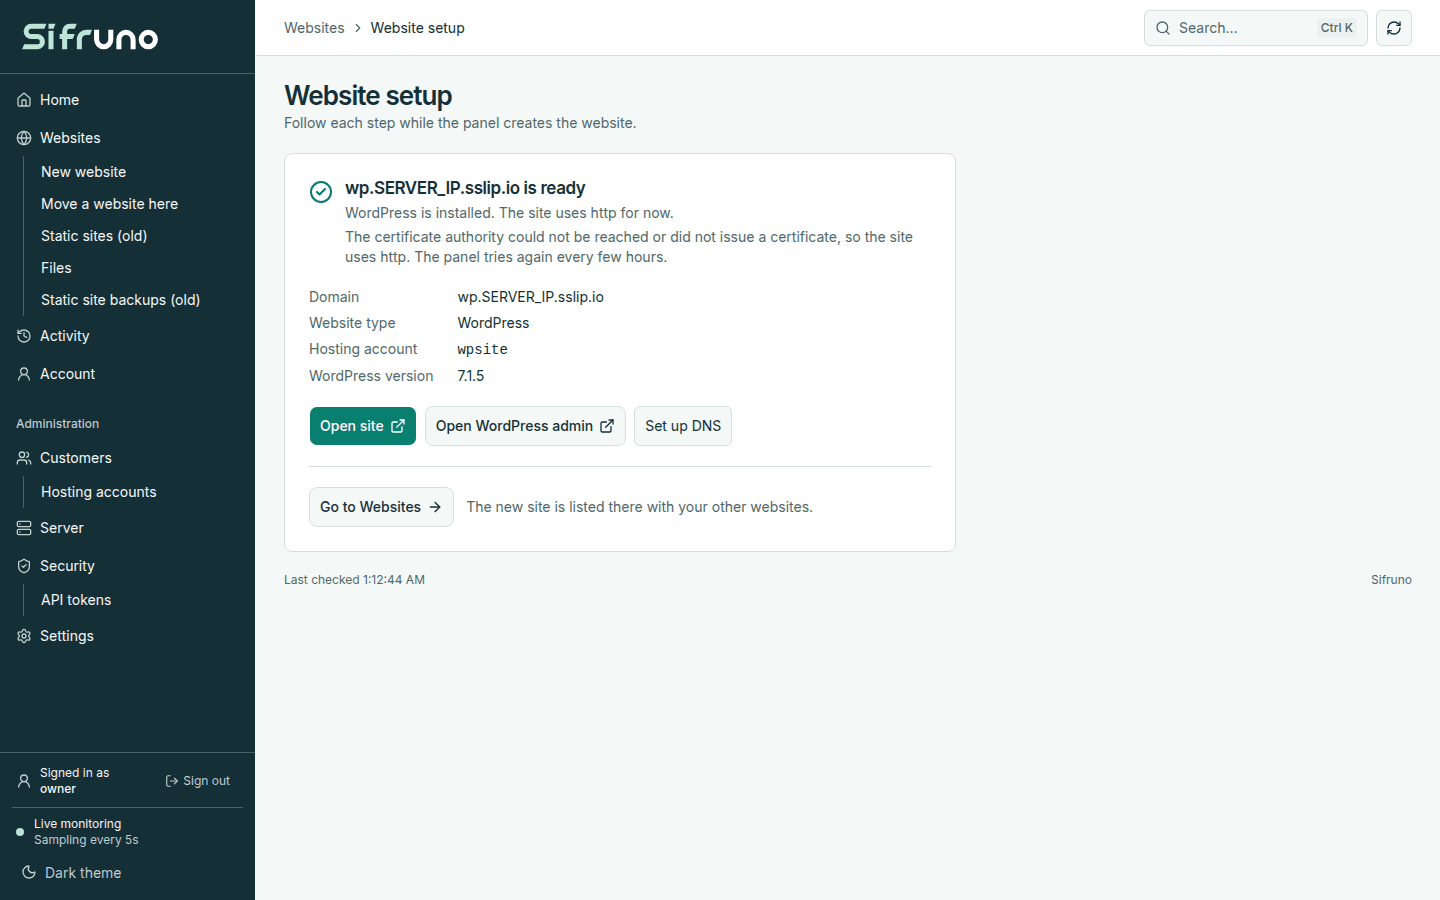 Sifruno
Websites > Website setup
Search...
Ctrl K
Home
Websites
New website
Move a website here
Static sites (old)
Files
Static site backups (old)
Activity
Account
Administration
Customers
Hosting accounts
Server
Security
API tokens
Settings
Signed in as
owner
Sign out
Live monitoring
Sampling every 5s
Dark theme
Website setup
Follow each step while the panel creates the website.
wp.SERVER_IP.sslip.io is ready
WordPress is installed. The site uses http for now.
The certificate authority could not be reached or did not issue a certificate, so the site
uses http. The panel tries again every few hours.
Domain wp.SERVER_IP.sslip.io
Website type WordPress
Hosting account wpsite
WordPress version 7.1.5
Open site
Open WordPress admin
Set up DNS
Go to Websites
The new site is listed there with your other websites.
Last checked 1:12:44 AM
Sifruno